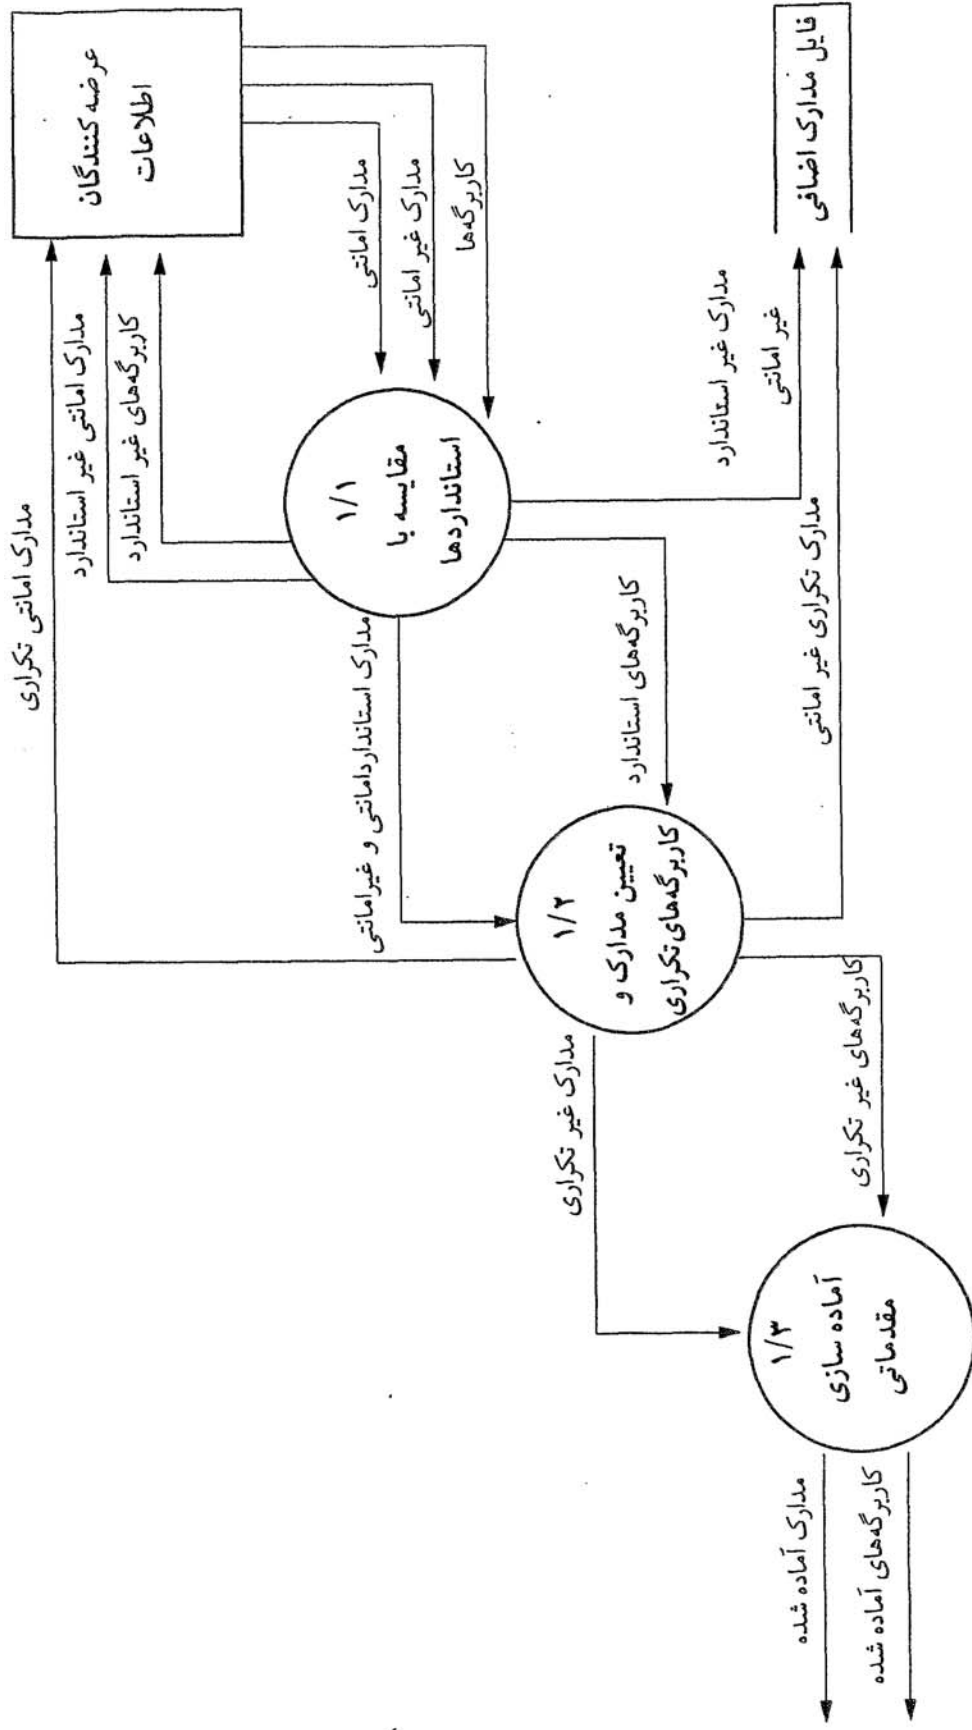 عرضه کنندگان
اطلاعات
مدارک امانتی
مدارک غیر امانتی
کاربرگه‌ها
مدارک امانتی تکراری
مدارک امانتی غیر استاندارد
کاربرگه‌های غیر استاندارد
۱/۱
مقایسه با
استانداردها
فایل مدارک اضافی
مدارک غیر استاندارد
غیر امانتی
مدارک تکراری غیر امانتی
مدارک استانداردامانتی و غیرامانتی
کاربرگه‌های استاندارد
۱/۲
تعیین مدارک و
کاربرگه‌های تکراری
مدارک غیر تکراری
کاربرگه‌های غیر تکراری
۱/۳
آماده سازی
مقدماتی
مدارک آماده شده
کاربرگه‌های آماده شده